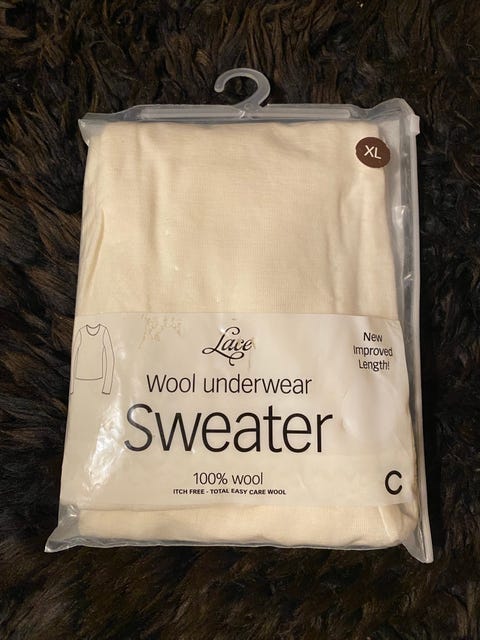 XL
Lace
New
Improved
Length!
Wool underwear
Sweater
100% wool
ITCH FREE - TOTAL EASY CARE WOOL
C